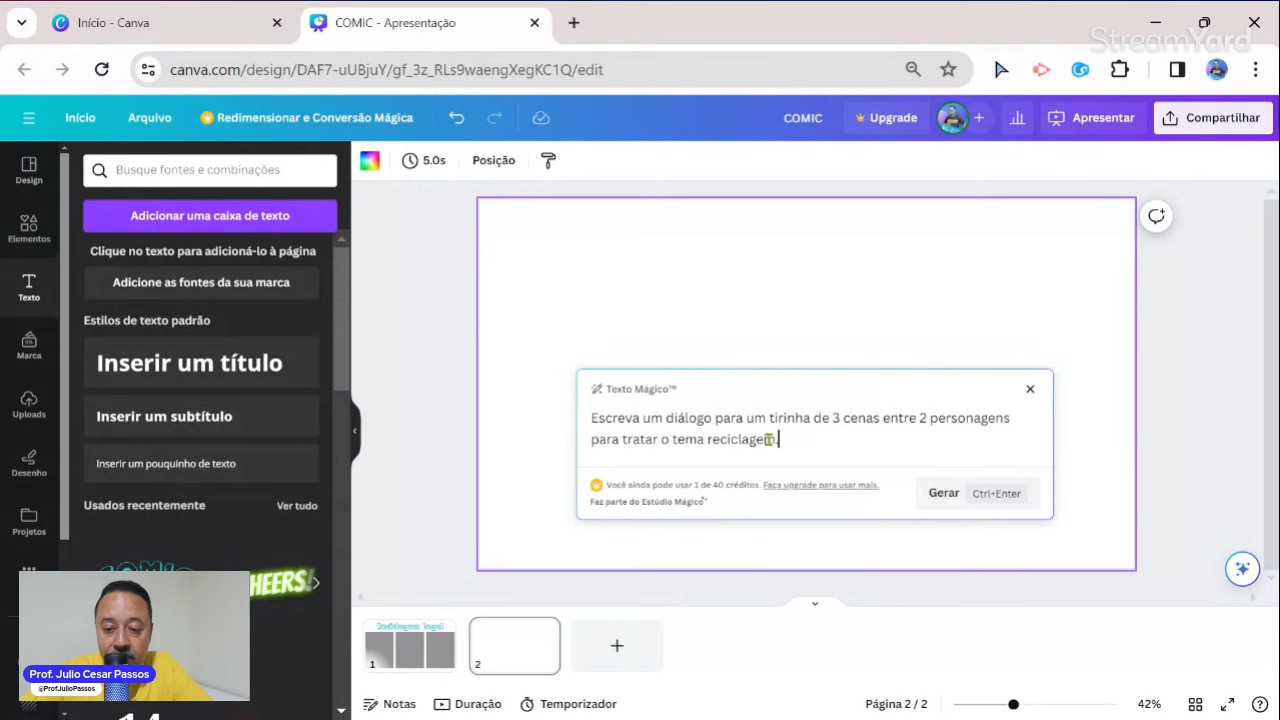 Início - Canva
COMIC - Apresentação
StreamYard
canva.com/design/DAF7-uUBjuY/gf_3z_RLs9waengXegKC1Q/edit
Início
Arquivo
Redimensionar e Conversão Mágica
COMIC
Upgrade
Apresentar
Compartilhar
Design
Elementos
Texto
Marca
Uploads
Desenho
Projetos
Busque fontes e combinações
Adicionar uma caixa de texto
Clique no texto para adicioná-lo à página
Adicione as fontes da sua marca
Estilos de texto padrão
Inserir um título
Inserir um subtítulo
Inserir um pouquinho de texto
Usados recentemente
Ver tudo
COMIC
CHEERS!
5.0s
Posição
Texto Mágico™
Escreva um diálogo para um tirinha de 3 cenas entre 2 personagens
para tratar o tema reciclagem.
Você ainda pode usar 1 de 40 créditos. Faça upgrade para usar mais.
Faz parte do Estúdio Mágico™
Gerar
Ctrl+Enter
1
2
Notas
Duração
Temporizador
Página 2 / 2
42%
Prof. Julio Cesar Passos
@ProfJulioPassos